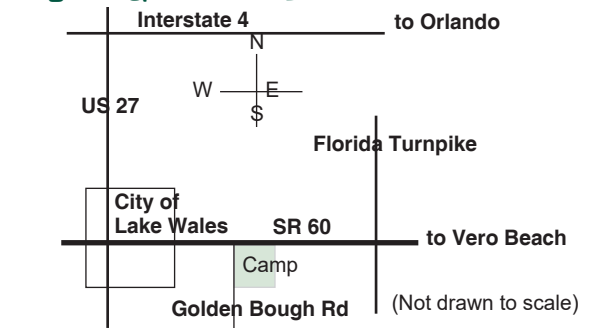 Interstate 4
to Orlando
N
W
E
S
US 27
Florida Turnpike
City of
Lake Wales
SR 60
to Vero Beach
Camp
Golden Bough Rd
(Not drawn to scale)